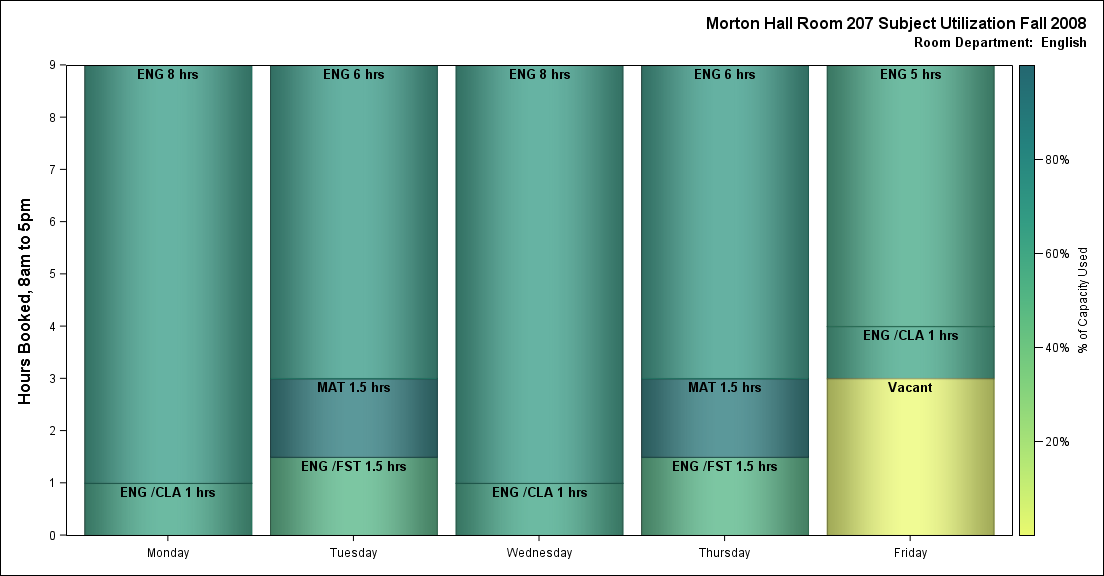 Morton Hall Room 207 Subject Utilization Fall 2008
Room Department:  English
Hours Booked, 8am to 5pm
9
8
7
6
5
4
3
2
1
0
ENG 8 hrs
ENG /CLA 1 hrs
ENG 6 hrs
MAT 1.5 hrs
ENG /FST 1.5 hrs
ENG 8 hrs
ENG /CLA 1 hrs
ENG 6 hrs
MAT 1.5 hrs
ENG /FST 1.5 hrs
ENG 5 hrs
ENG /CLA 1 hrs
Vacant
Monday
Tuesday
Wednesday
Thursday
Friday
80%
60%
40%
20%
% of Capacity Used